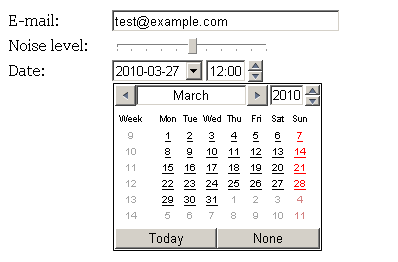 E-mail: test@example.com
Noise level:
Date: 2010-03-27 12:00
March 2010
Week Mon Tue Wed Thu Fri Sat Sun
9 1 2 3 4 5 6 7
10 8 9 10 11 12 13 14
11 15 16 17 18 19 20 21
12 22 23 24 25 26 27 28
13 29 30 31 1 2 3 4
14 5 6 7 8 9 10 11
Today None